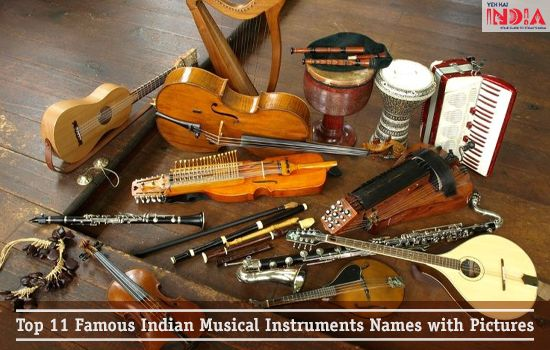 YEH HAI
INDIA
Top 11 Famous Indian Musical Instruments Names with Pictures